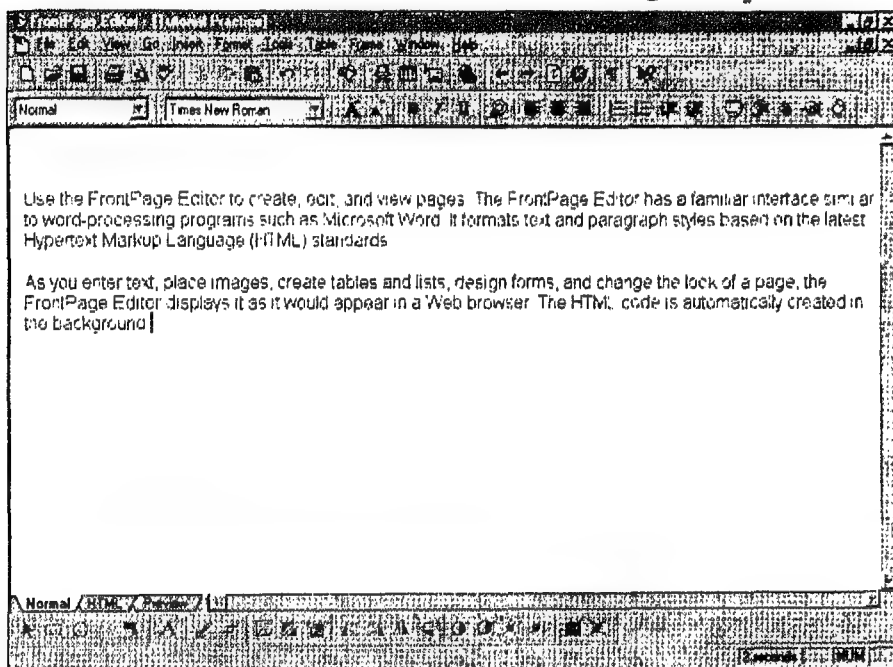 FrontPage Editor - [Tutorial Practice]
File Edit View Go Insert Format Tools Table Frame Window Help
Normal Times New Roman
Use the FrontPage Editor to create, edit, and view pages. The FrontPage Editor has a familiar interface similar
to word-processing programs such as Microsoft Word. It formats text and paragraph styles based on the latest
Hypertext Markup Language (HTML) standards.
As you enter text, place images, create tables and lists, design forms, and change the look of a page, the
FrontPage Editor displays it as it would appear in a Web browser. The HTML code is automatically created in
the background.
Normal HTML Preview
2 seconds NUM